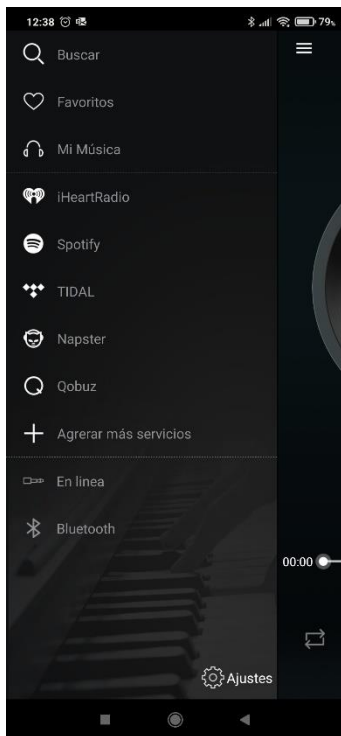 12:38 79%
Buscar
Favoritos
Mi Música
iHeartRadio
Spotify
TIDAL
Napster
Qobuz
Agrerar más servicios
En linea
Bluetooth
00:00
Ajustes